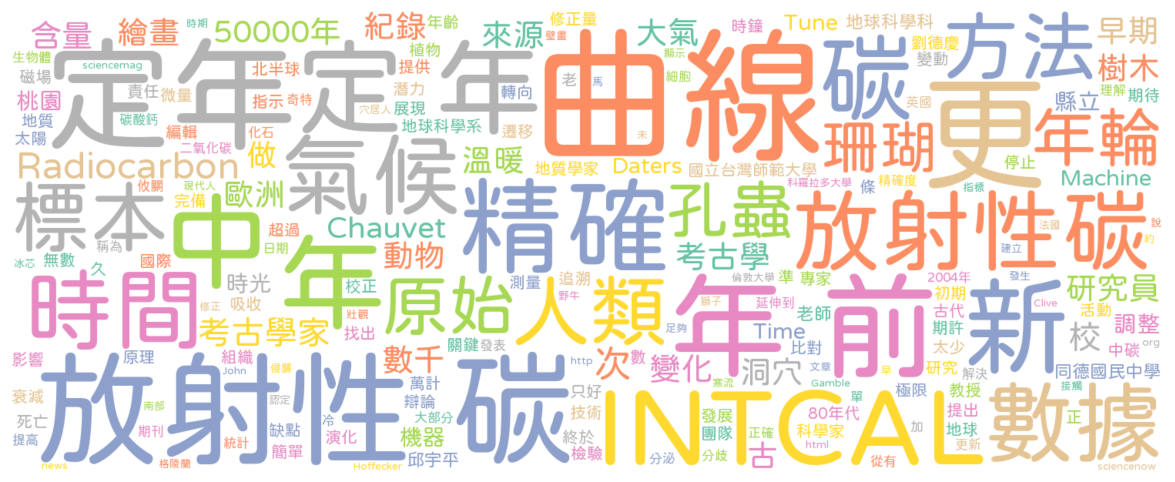 含量 繪畫 50000年 紀錄 年齡 來源 修正量 大氣 時鐘 Tune 地球科學科 早期
時期 壁畫 顯示 劉德慶 方法
生物體 sciencemag 植物 細胞 變動 樹木
磁場 責任 微量 北半球 提供 老 馬 潛力 碳 英國 理解 期待
定年 定年 曲線 更 縣立
桃園 指示 奇特 穴居人 展現 轉向
地質 太陽 碳酸鈣 編輯 化石 地球科學系 遷移 未 珊瑚 年輪
二氧化碳 氣候 做 溫暖 地質學家 Daters 國立台灣師範大學 條 停止
Radiocarbon 現代人 科羅拉多大學 精確度 Machine
標本 攸關 完備 歐洲 Chauvet 精確 孔蟲 指標 放射性碳
中 年 稱為 超過 日期 動物 考古學 建立 法國 說 約
冰芯 無數 久 國際 時光 校正 測量 追溯 倫敦大學 準 專家 2004年 發生
時間 吸收 修正 壯觀 原始 野牛 人類 獅子 延伸到 年前 初期 古代 新 Clive 研究員 活動
考古學家 找出 足夠 Time 老師 期許 校 調整 org
影響 原理 組織 關鍵 發表 http 次 數 變化 比對 太少 中碳 接觸
John 侵襲 數千 文章 早 洞穴 研究 解決 同德國民中學
衰減 放射性碳 萬計 只好 寒流 Gamble 單 極限 教授
死亡 南部 認定 冷 辯論 大部分 技術 INTCAL 發展 80年代 提出 正 數據
提高 期刊 缺點 演化 機器 終於 團隊 正確 科學家 加 地球
簡單 統計 邱宇平 檢驗 分歧 古 html 更新
news 格陵蘭 Hoffecker 分泌 從有 sciencenow